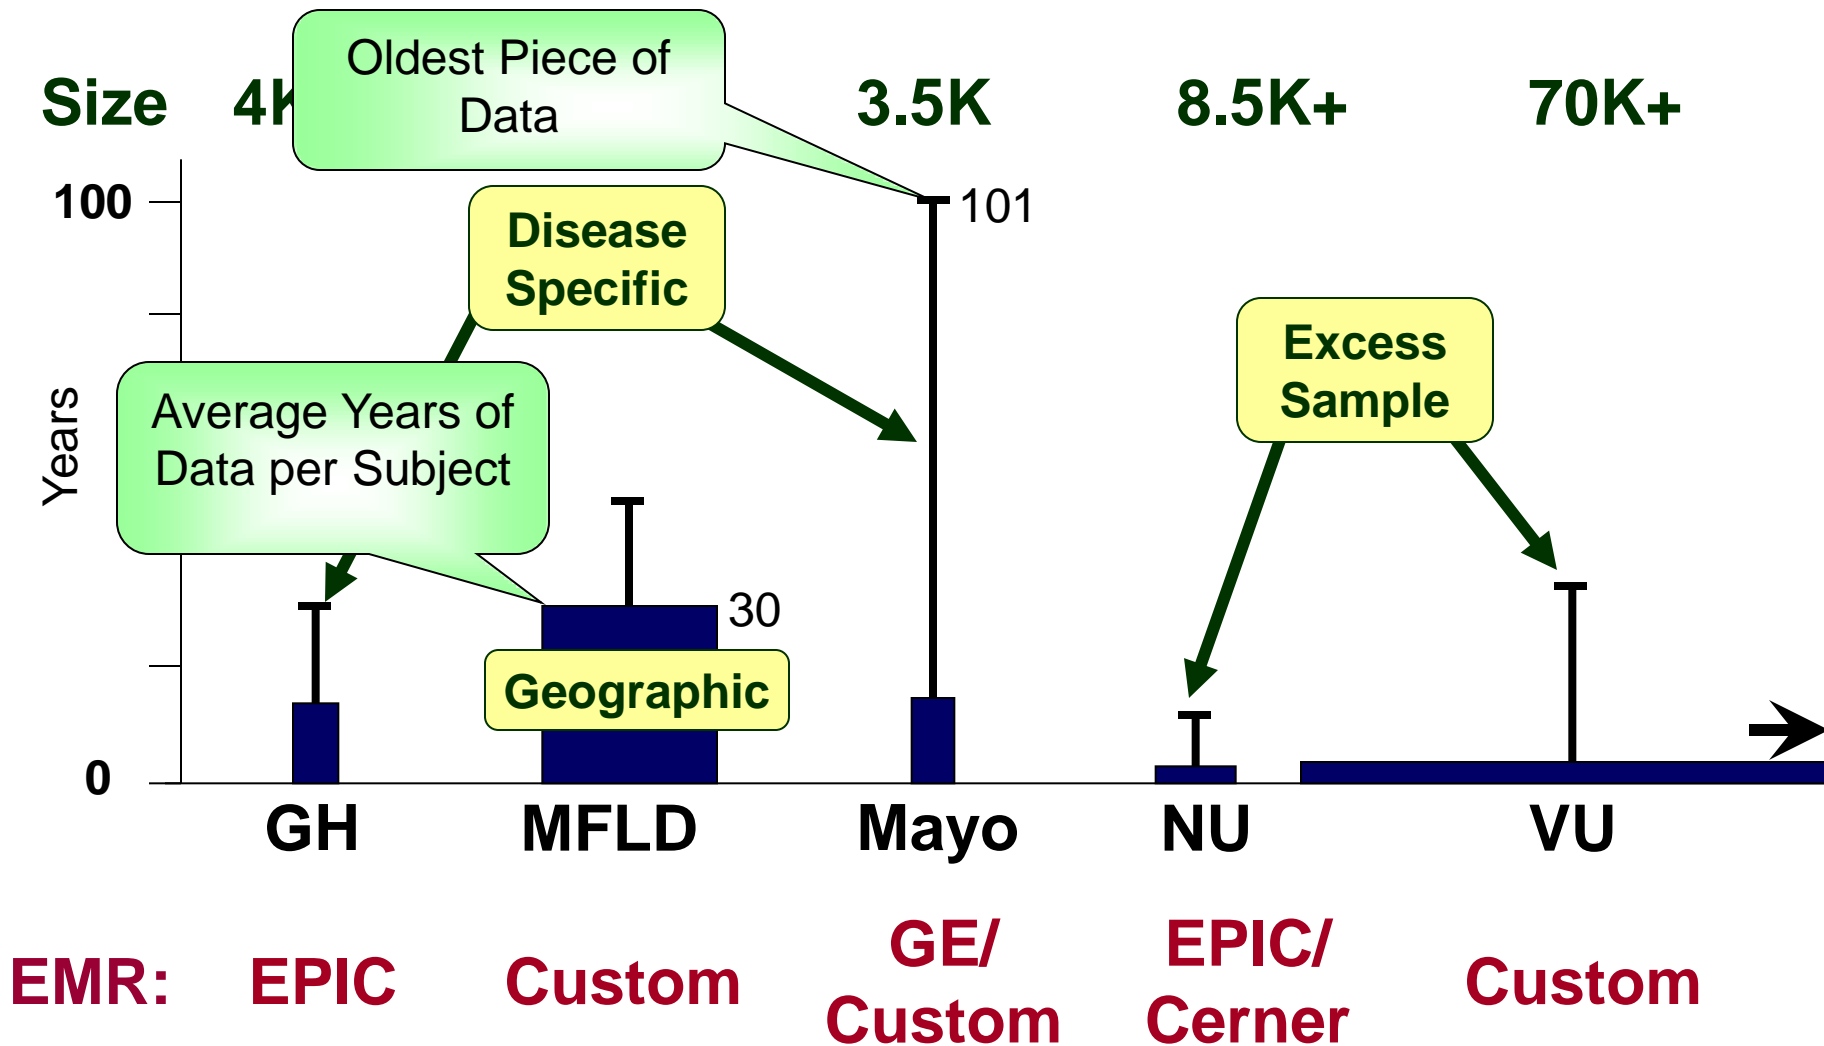 Oldest Piece of
Data
Size 4K 3.5K 8.5K+ 70K+
100
101
Disease
Specific
Excess
Sample
Years
Average Years of
Data per Subject
30
Geographic
0
GH MFLD Mayo NU VU
EMR: EPIC Custom GE/
Custom EPIC/
Cerner Custom